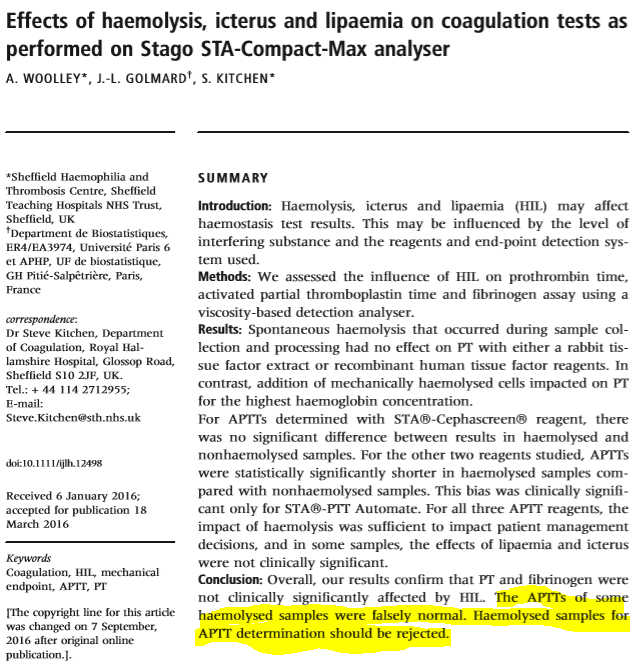 Effects of haemolysis, icterus and lipaemia on coagulation tests as
performed on Stago STA-Compact-Max analyser
A. WOOLLEY*, J.-L. GOLMARD†, S. KITCHEN*
*Sheffield Haemophilia and
Thrombosis Centre, Sheffield
Teaching Hospitals NHS Trust,
Sheffield, UK
†Department de Biostatistiques,
ER4/EA3974, Université Paris 6
et APHP, UF de biostatistique,
GH Pitié-Salpêtrière, Paris,
France
correspondence:
Dr Steve Kitchen, Department
of Coagulation, Royal Hal-
lamshire Hospital, Glossop Road,
Sheffield S10 2JF, UK.
Tel.: + 44 114 2712955;
E-mail:
Steve.Kitchen@sth.nhs.uk
doi:10.1111/ijlh.12498
Received 6 January 2016;
accepted for publication 18
March 2016
Keywords
Coagulation, HIL, mechanical
endpoint, APTT, PT
[The copyright line for this article
was changed on 7 September,
2016 after original online
publication.].
SUMMARY
Introduction: Haemolysis, icterus and lipaemia (HIL) may affect
haemostasis test results. This may be influenced by the level of
interfering substance and the reagents and end-point detection sys-
tem used.
Methods: We assessed the influence of HIL on prothrombin time,
activated partial thromboplastin time and fibrinogen assay using a
viscosity-based detection analyser.
Results: Spontaneous haemolysis that occurred during sample col-
lection and processing had no effect on PT with either a rabbit tis-
sue factor extract or recombinant human tissue factor reagents. In
contrast, addition of mechanically haemolysed cells impacted on PT
for the highest haemoglobin concentration.
For APTTs determined with STA®-Cephascreen® reagent, there
was no significant difference between results in haemolysed and
nonhaemolysed samples. For the other two reagents studied, APTTs
were statistically significantly shorter in haemolysed samples com-
pared with nonhaemolysed samples. This bias was clinically signifi-
cant only for STA®-PTT Automate. For all three APTT reagents, the
impact of haemolysis was sufficient to impact patient management
decisions, and in some samples, the effects of lipaemia and icterus
were not clinically significant.
Conclusion: Overall, our results confirm that PT and fibrinogen were
not clinically significantly affected by HIL. The APTTs of some
haemolysed samples were falsely normal. Haemolysed samples for
APTT determination should be rejected.